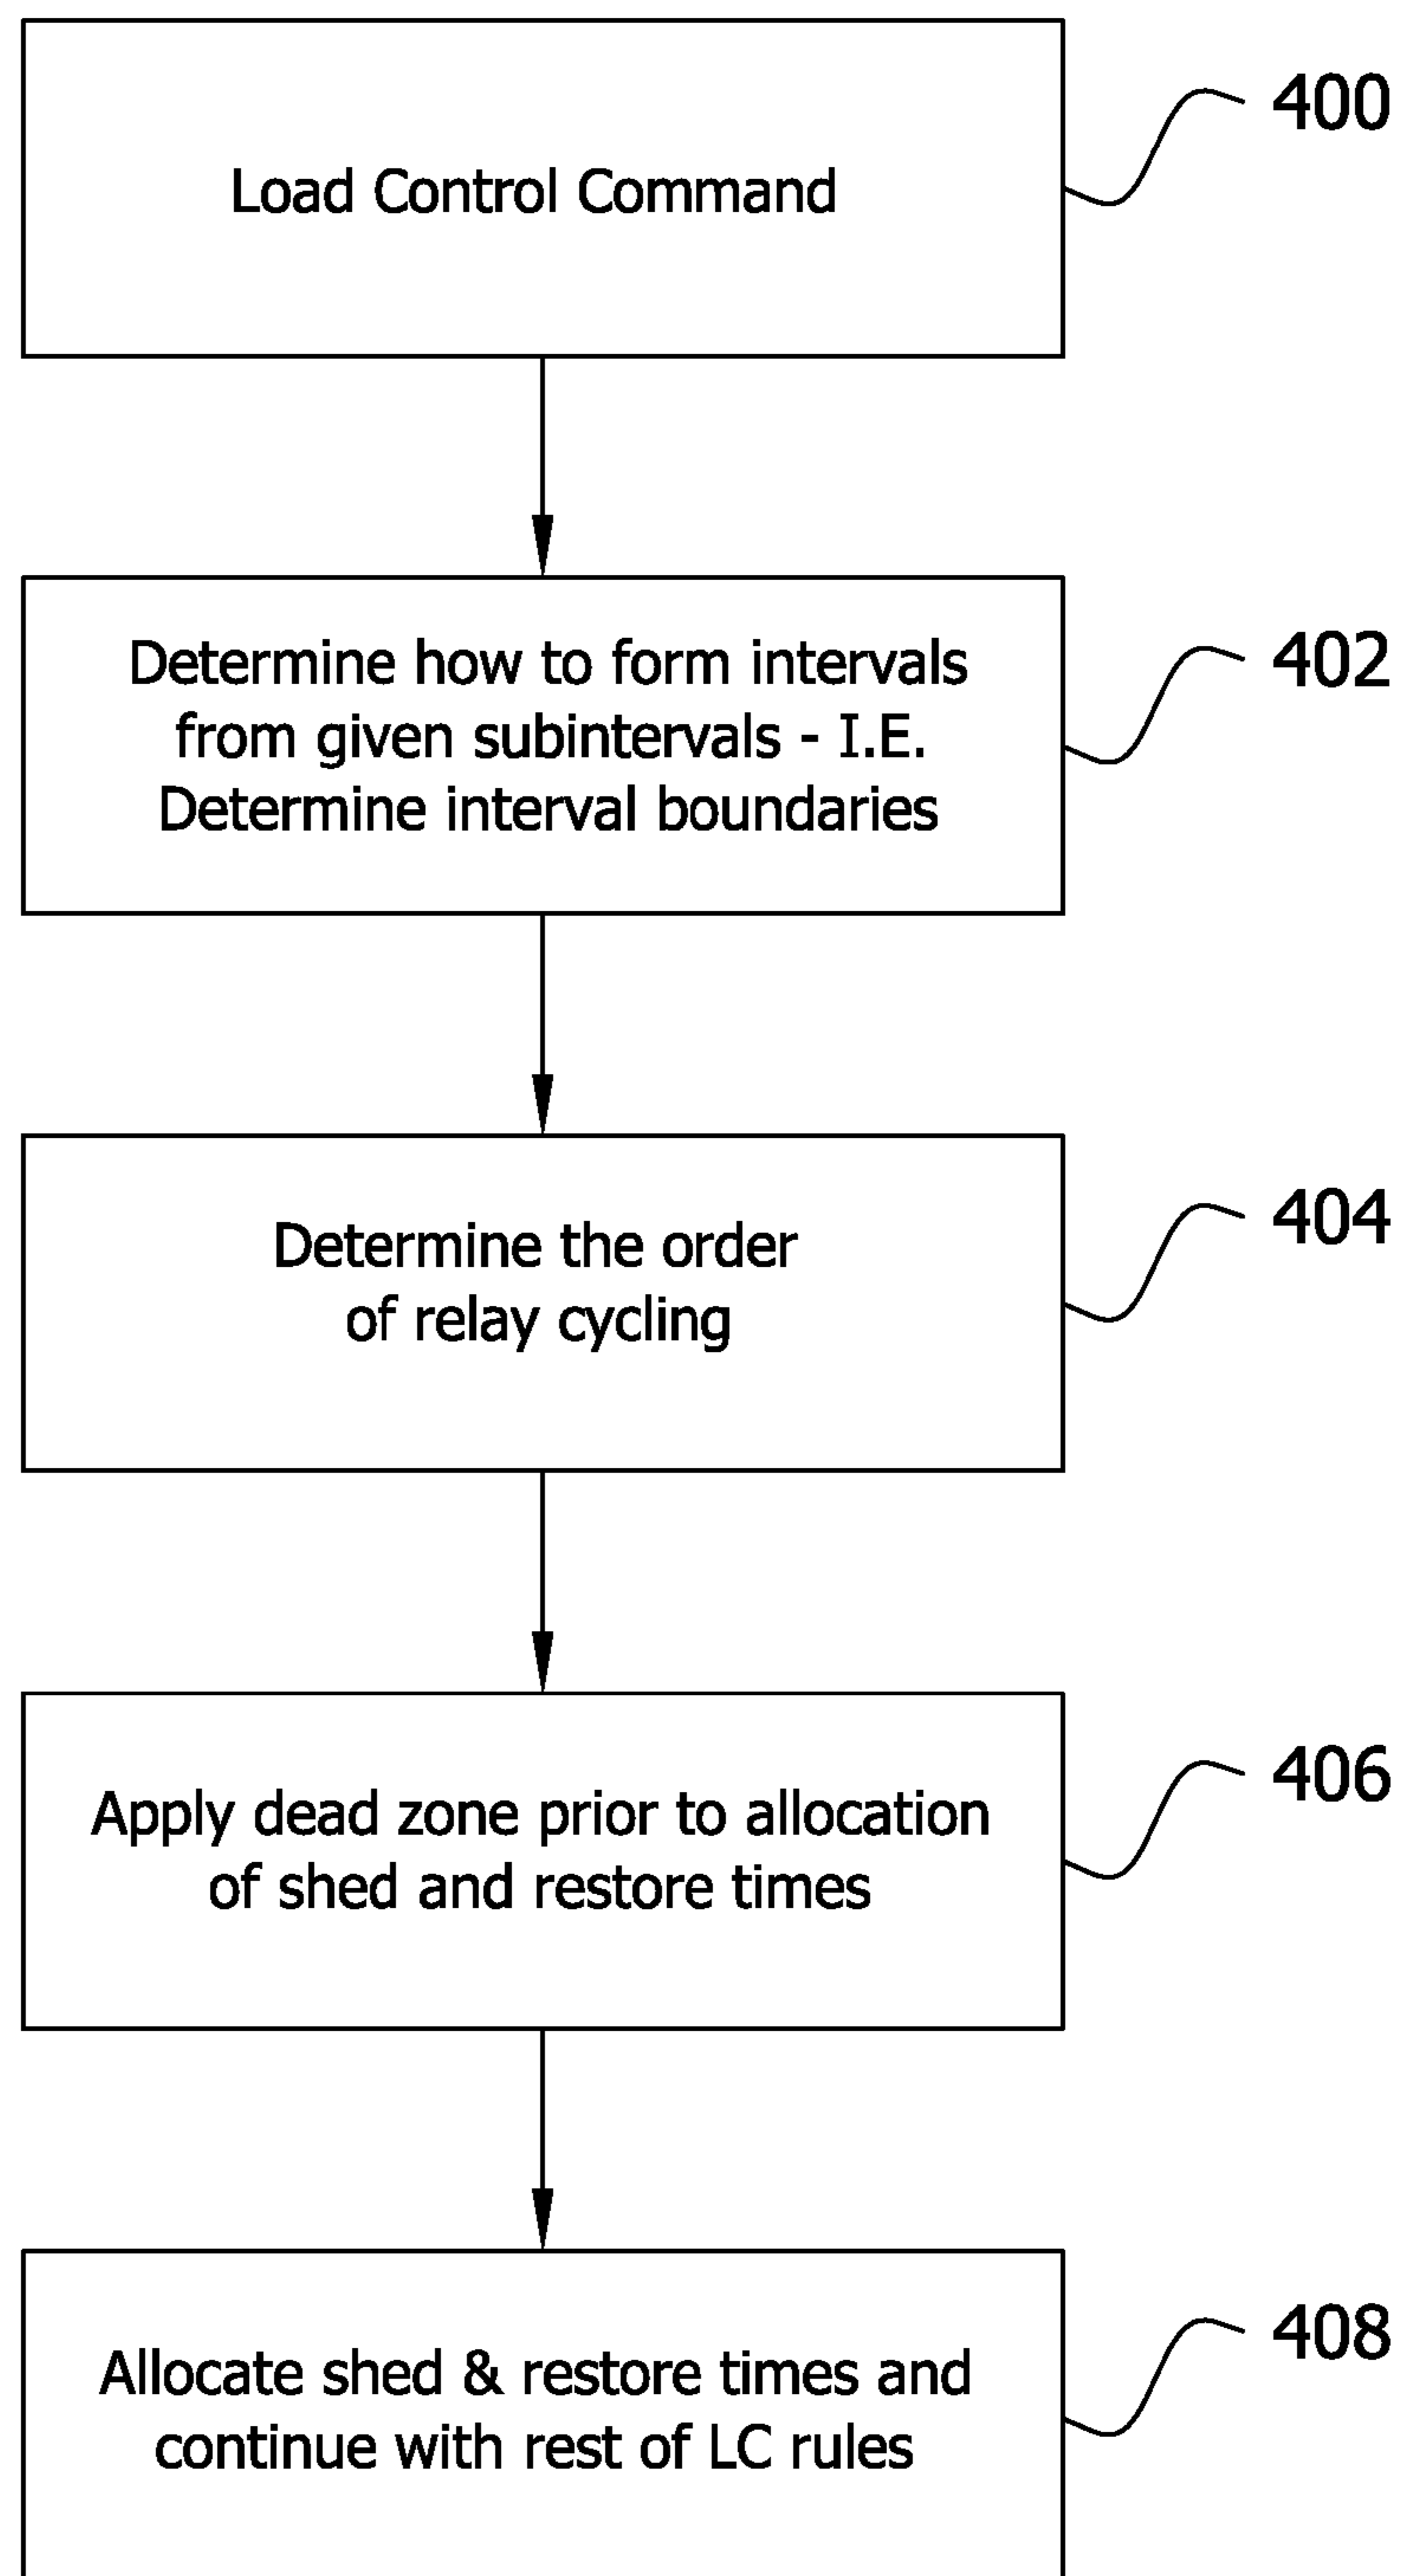 Load Control Command
400
Determine how to form intervals
from given subintervals - I.E.
Determine interval boundaries
402
Determine the order
of relay cycling
404
Apply dead zone prior to allocation
of shed and restore times
406
Allocate shed & restore times and
continue with rest of LC rules
408